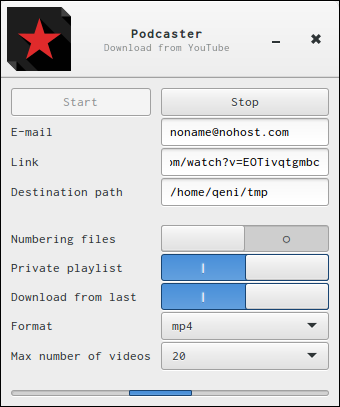 Podcaster
Download from YouTube
Start
Stop
E-mail
noname@nohost.com
Link
om/watch?v=EOTivqtgmbc
Destination path
/home/qeni/tmp
Numbering files
Private playlist
Download from last
Format
mp4
Max number of videos
20